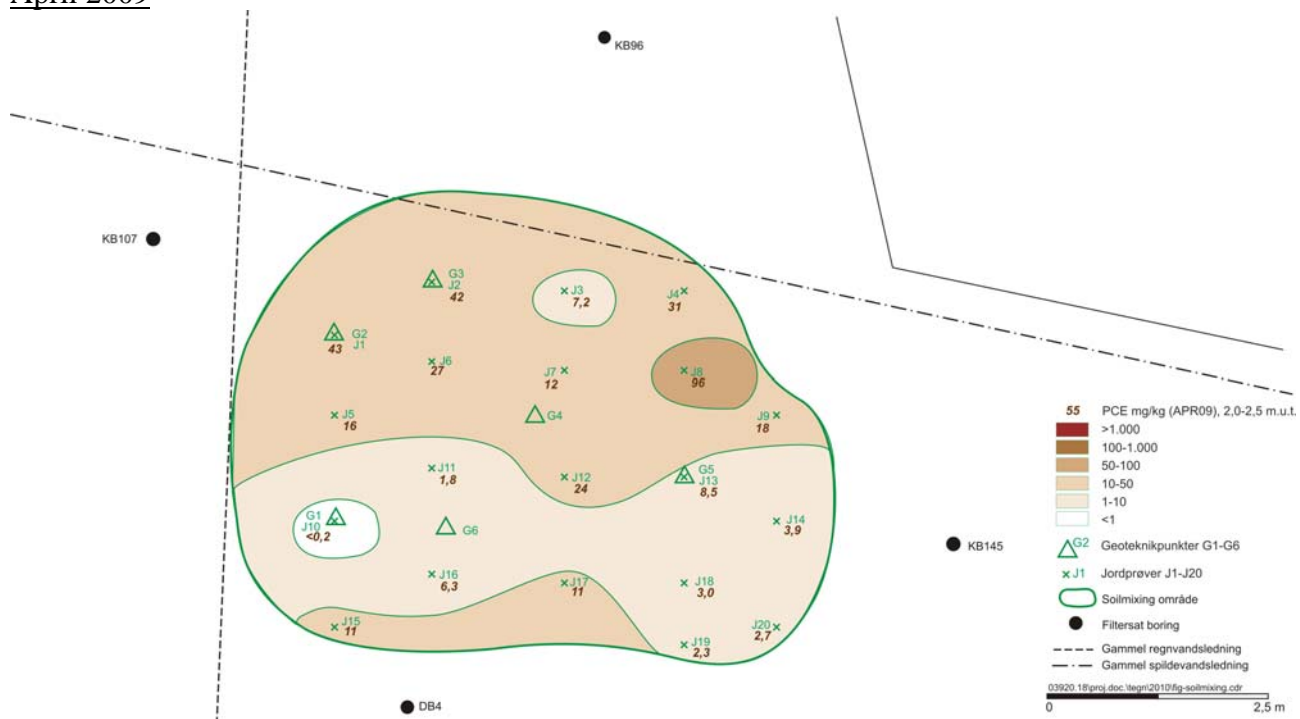 April 2009
KB96
KB107
G3
J2
42
J3
7,2
J4
31
G2
J1
43
J6
27
J7
12
J8
96
J5
16
G4
J9
18
J11
1,8
J12
24
G5
J13
8,5
G1
J10
<0,2
G6
J14
3,9
KB145
J16
6,3
J17
11
J18
3,0
J15
11
J19
2,3
J20
2,7
DB4
55 PCE mg/kg (APR09), 2,0-2,5 m.u.t.
>1.000
100-1.000
50-100
10-50
1-10
<1
G2 Geoteknikpunkter G1-G6
J1 Jordprøver J1-J20
Soilmixing område
Filtersat boring
Gammel regnvandsledning
Gammel spildevandsledning
03920.18\proj.doc.\tegn\2010\fig-soilmixing.cdr
0 2,5 m